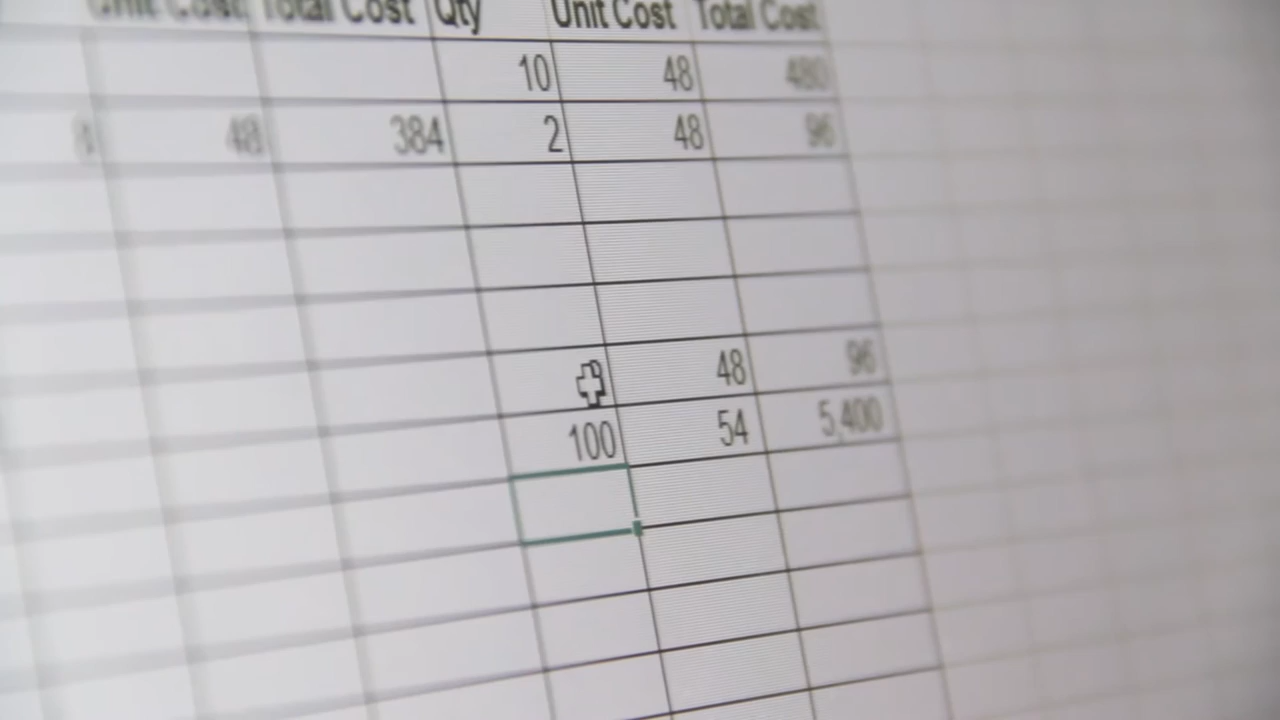 Unit Cost Total Cost Qty Unit Cost Total Cost
10 48 480
8 48 384 2 48 96
48 96
100 54 5,400